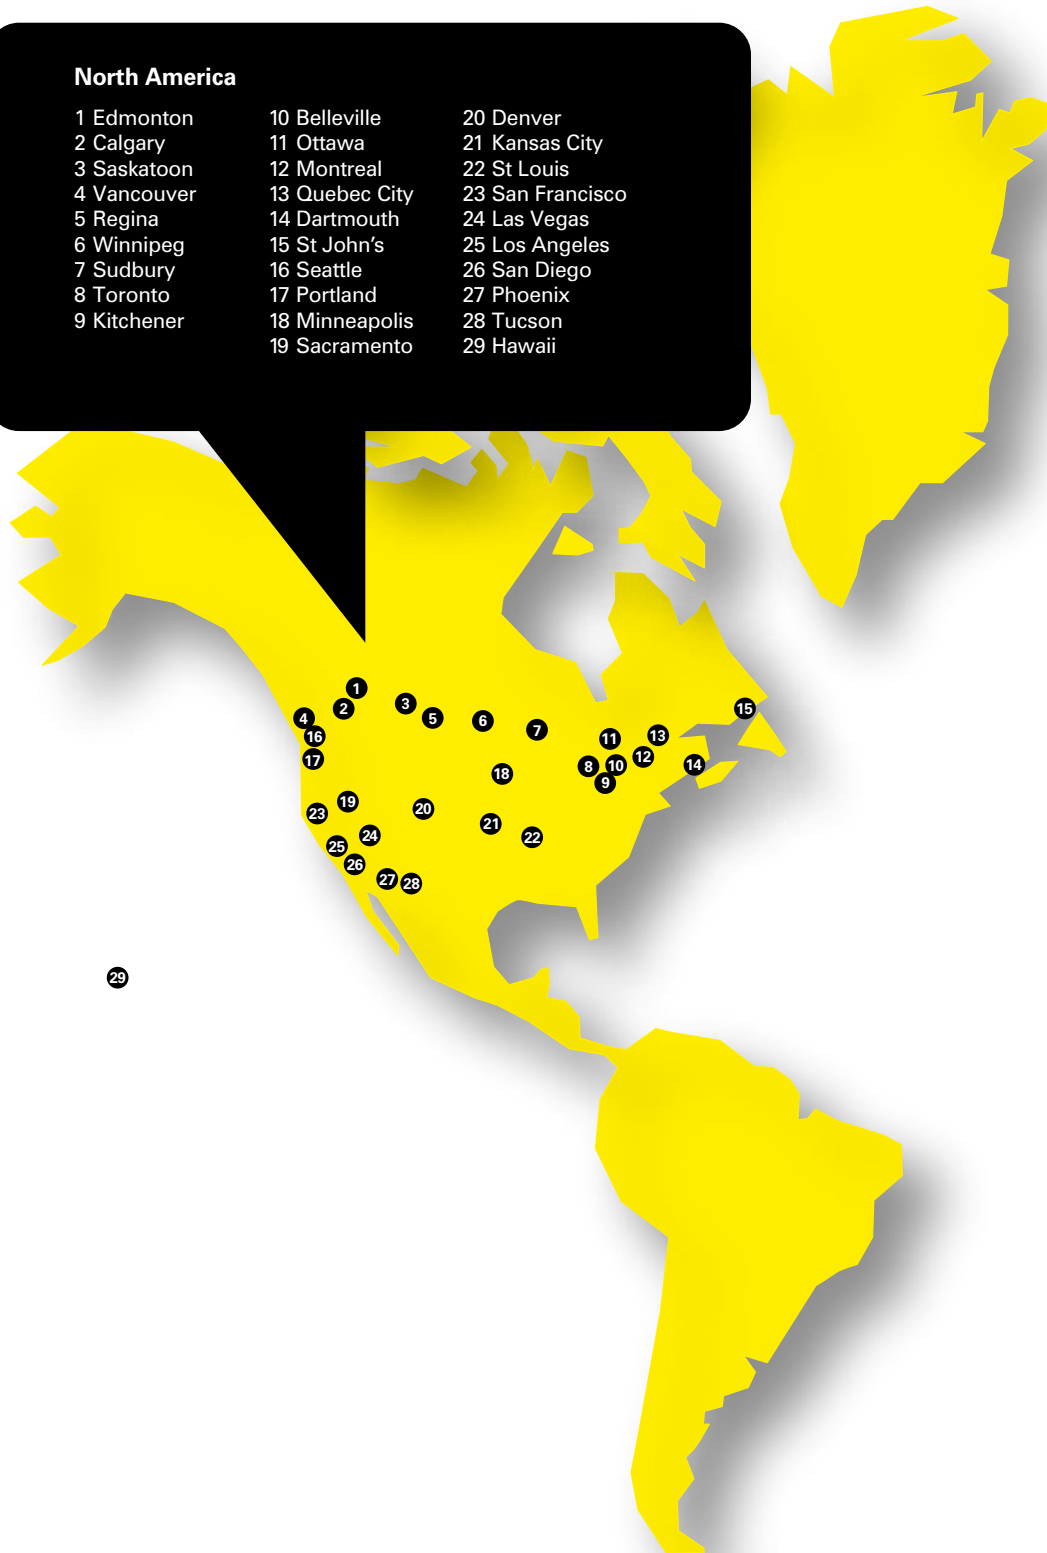 North America
1 Edmonton
2 Calgary
3 Saskatoon
4 Vancouver
5 Regina
6 Winnipeg
7 Sudbury
8 Toronto
9 Kitchener
10 Belleville
11 Ottawa
12 Montreal
13 Quebec City
14 Dartmouth
15 St John’s
16 Seattle
17 Portland
18 Minneapolis
19 Sacramento
20 Denver
21 Kansas City
22 St Louis
23 San Francisco
24 Las Vegas
25 Los Angeles
26 San Diego
27 Phoenix
28 Tucson
29 Hawaii
1
2
3
4
5
6
7
8
9
10
11
12
13
14
15
16
17
18
19
20
21
22
23
24
25
26
27
28
29